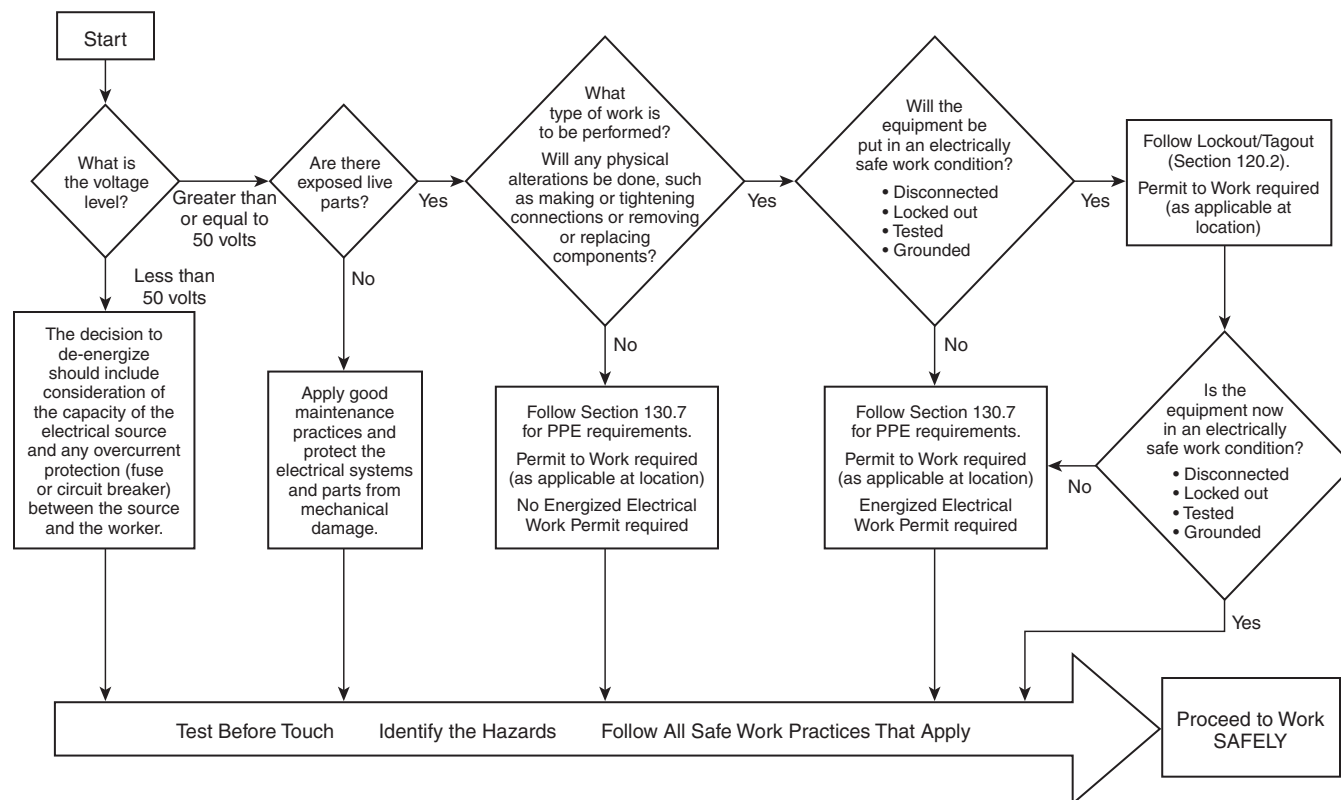 Start
What is
the voltage
level?
Greater than
or equal to
50 volts
Less than
50 volts
The decision to
de-energize
should include
consideration of
the capacity of the
electrical source
and any overcurrent
protection (fuse
or circuit breaker)
between the source
and the worker.
Are there
exposed live
parts?
Yes
No
Apply good
maintenance
practices and
protect the
electrical systems
and parts from
mechanical
damage.
What
type of work is
to be performed?
Will any physical
alterations be done, such
as making or tightening
connections or removing
or replacing
components?
Yes
No
Follow Section 130.7
for PPE requirements.
Permit to Work required
(as applicable at location)
No Energized Electrical
Work Permit required
Will the
equipment be
put in an electrically
safe work condition?
• Disconnected
• Locked out
• Tested
• Grounded
Yes
No
Follow Section 130.7
for PPE requirements.
Permit to Work required
(as applicable at location)
Energized Electrical
Work Permit required
Follow Lockout/Tagout
(Section 120.2).
Permit to Work required
(as applicable at
location)
Is the
equipment now
in an electrically
safe work condition?
• Disconnected
• Locked out
• Tested
• Grounded
No
Yes
Test Before Touch Identify the Hazards Follow All Safe Work Practices That Apply
Proceed to Work
SAFELY